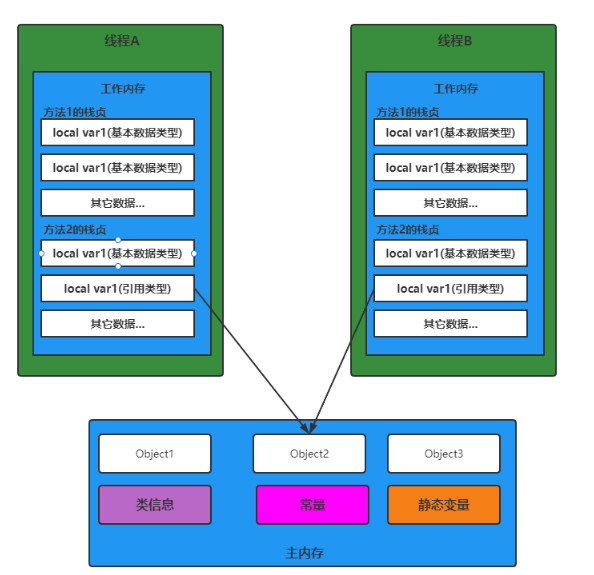 线程A
工作内存
方法1的栈贞
local var1(基本数据类型)
local var1(基本数据类型)
其它数据...
方法2的栈贞
local var1(基本数据类型)
local var1(引用类型)
其它数据...
线程B
工作内存
方法1的栈贞
local var1(基本数据类型)
local var1(基本数据类型)
其它数据...
方法2的栈贞
local var1(基本数据类型)
local var1(引用类型)
其它数据...
Object1
Object2
Object3
类信息
常量
静态变量
主内存